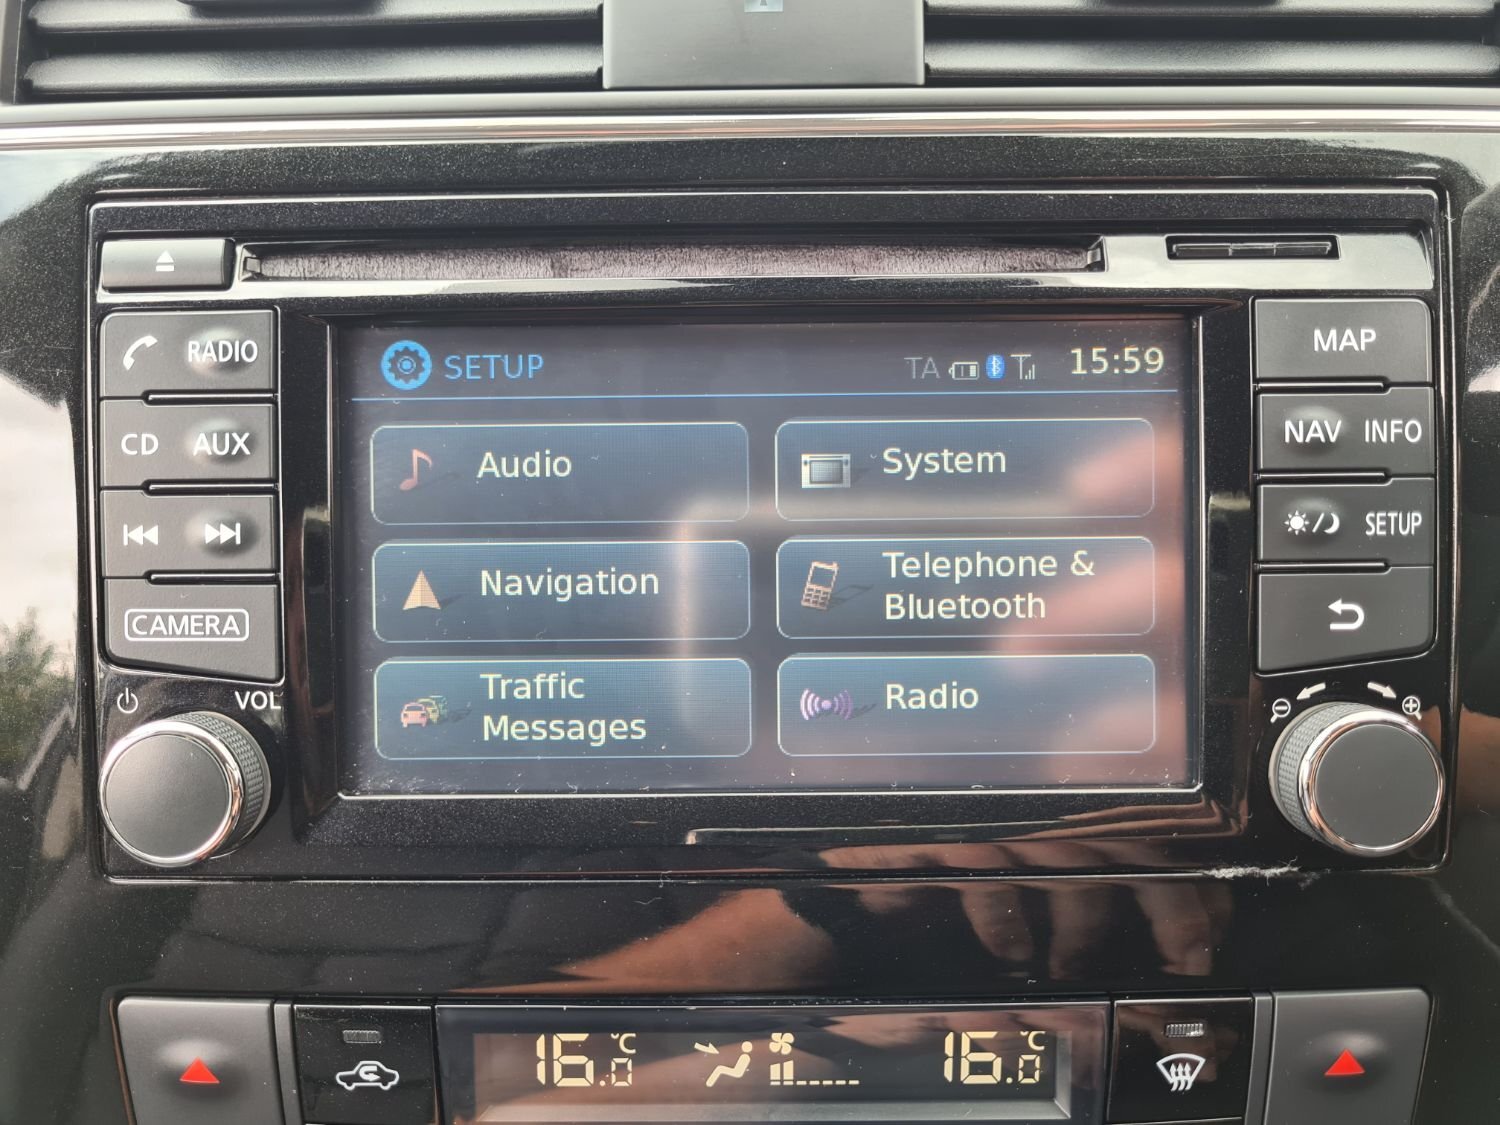 RADIO
CD AUX
CAMERA
VOL
SETUP TA 15:59
Audio
System
Navigation
Telephone &
Bluetooth
Traffic
Messages
Radio
MAP
NAV INFO
SETUP
16.0 °C 16.0 °C